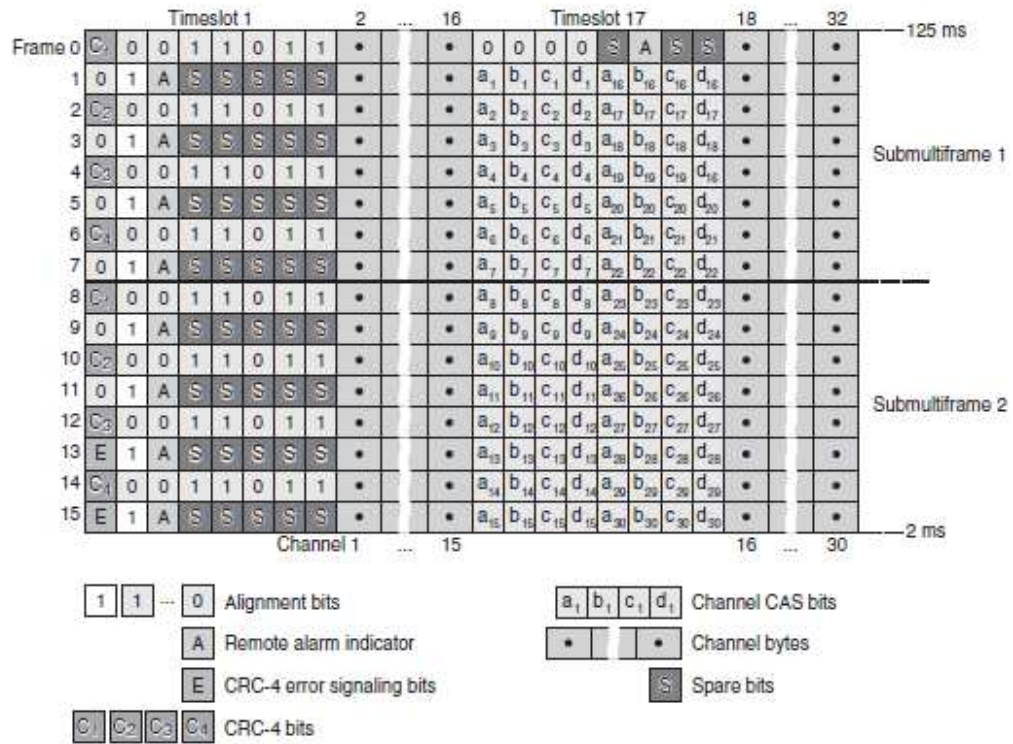 Timeslot 1 2 ... 16 Timeslot 17 18 ... 32
Frame 0 C₁ 0 0 1 1 0 1 1 • • 0 0 0 0 S A S S • • 125 ms
1 0 1 A S S S S S • • a₁ b₁ c₁ d₁ a₁₆ b₁₆ c₁₆ d₁₆ • •
2 C₂ 0 0 1 1 0 1 1 • • a₂ b₂ c₂ d₂ a₁₇ b₁₇ c₁₇ d₁₇ • •
3 0 1 A S S S S S • • a₃ b₃ c₃ d₃ a₁₈ b₁₈ c₁₈ d₁₈ • •
Submultiframe 1
4 C₃ 0 0 1 1 0 1 1 • • a₄ b₄ c₄ d₄ a₁₉ b₁₉ c₁₉ d₁₆ • •
5 0 1 A S S S S S • • a₅ b₅ c₅ d₅ a₂₀ b₂₀ c₂₀ d₂₀ • •
6 C₄ 0 0 1 1 0 1 1 • • a₆ b₆ c₆ d₆ a₂₁ b₂₁ c₂₁ d₂₁ • •
7 0 1 A S S S S S • • a₇ b₇ c₇ d₇ a₂₂ b₂₂ c₂₂ d₂₂ • •
8 C₁ 0 0 1 1 0 1 1 • • a₈ b₈ c₈ d₈ a₂₃ b₂₃ c₂₃ d₂₃ • •
9 0 1 A S S S S S • • a₉ b₉ c₉ d₉ a₂₄ b₂₄ c₂₄ d₂₄ • •
10 C₂ 0 0 1 1 0 1 1 • • a₁₀ b₁₀ c₁₀ d₁₀ a₂₅ b₂₅ c₂₅ d₂₅ • •
11 0 1 A S S S S S • • a₁₁ b₁₁ c₁₁ d₁₁ a₂₆ b₂₆ c₂₆ d₂₆ • •
Submultiframe 2
12 C₃ 0 0 1 1 0 1 1 • • a₁₂ b₁₂ c₁₂ d₁₂ a₂₇ b₂₇ c₂₇ d₂₇ • •
13 E 1 A S S S S S • • a₁₃ b₁₃ c₁₃ d₁₃ a₂₈ b₂₈ c₂₈ d₂₈ • •
14 C₄ 0 0 1 1 0 1 1 • • a₁₄ b₁₄ c₁₄ d₁₄ a₂₉ b₂₉ c₂₉ d₂₉ • •
15 E 1 A S S S S S • • a₁₅ b₁₅ c₁₅ d₁₅ a₃₀ b₃₀ c₃₀ d₃₀ • • 2 ms
Channel 1 ... 15 16 ... 30
1 1 ... 0 Alignment bits
A Remote alarm indicator
E CRC-4 error signaling bits
C₁ C₂ C₃ C₄ CRC-4 bits
a₁ b₁ c₁ d₁ Channel CAS bits
• • Channel bytes
S Spare bits